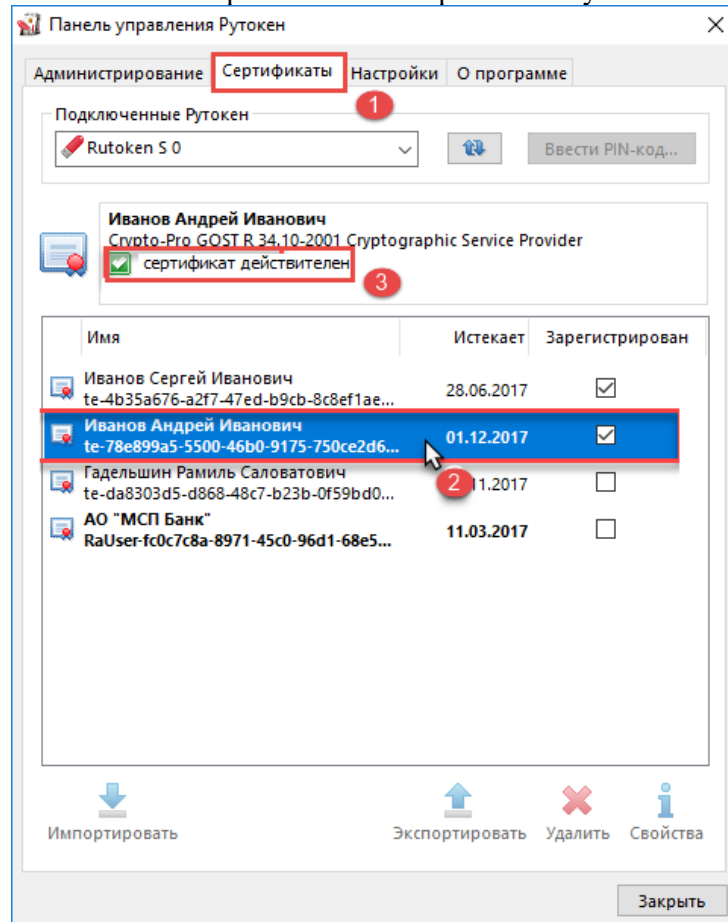 Панель управления Рутокен
Администрирование Сертификаты Настройки О программе
1
Подключенные Рутокен
Rutoken S 0 Ввести PIN-код...
Иванов Андрей Иванович
Crypto-Pro GOST R 34.10-2001 Cryptographic Service Provider
сертификат действителен
3
Имя Истекает Зарегистрирован
Иванов Сергей Иванович
te-4b35a676-a2f7-47ed-b9cb-8c8ef1ae... 28.06.2017
Иванов Андрей Иванович
te-78e899a5-5500-46b0-9175-750ce2d6... 01.12.2017
Гадельшин Рамиль Саловатович
te-da8303d5-d868-48c7-b23b-0f59bd0... 2 11.2017
АО "МСП Банк"
RaUser-fc0c7c8a-8971-45c0-96d1-68e5... 11.03.2017
Импортировать Экспортировать Удалить Свойства
Закрыть